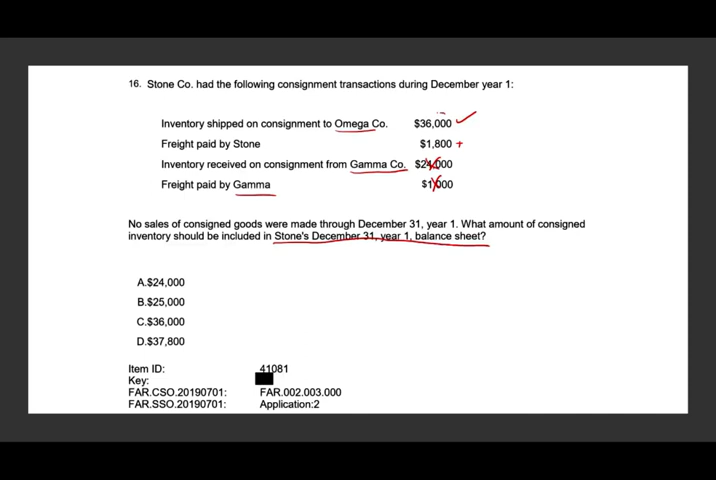 16. Stone Co. had the following consignment transactions during December year 1:
Inventory shipped on consignment to Omega Co. $36,000
Freight paid by Stone $1,800 +
Inventory received on consignment from Gamma Co. $24,000
Freight paid by Gamma $1,000
No sales of consigned goods were made through December 31, year 1. What amount of consigned
inventory should be included in Stone's December 31, year 1, balance sheet?
A.$24,000
B.$25,000
C.$36,000
D.$37,800
Item ID: 41081
Key:
FAR.CSO.20190701: FAR.002.003.000
FAR.SSO.20190701: Application:2